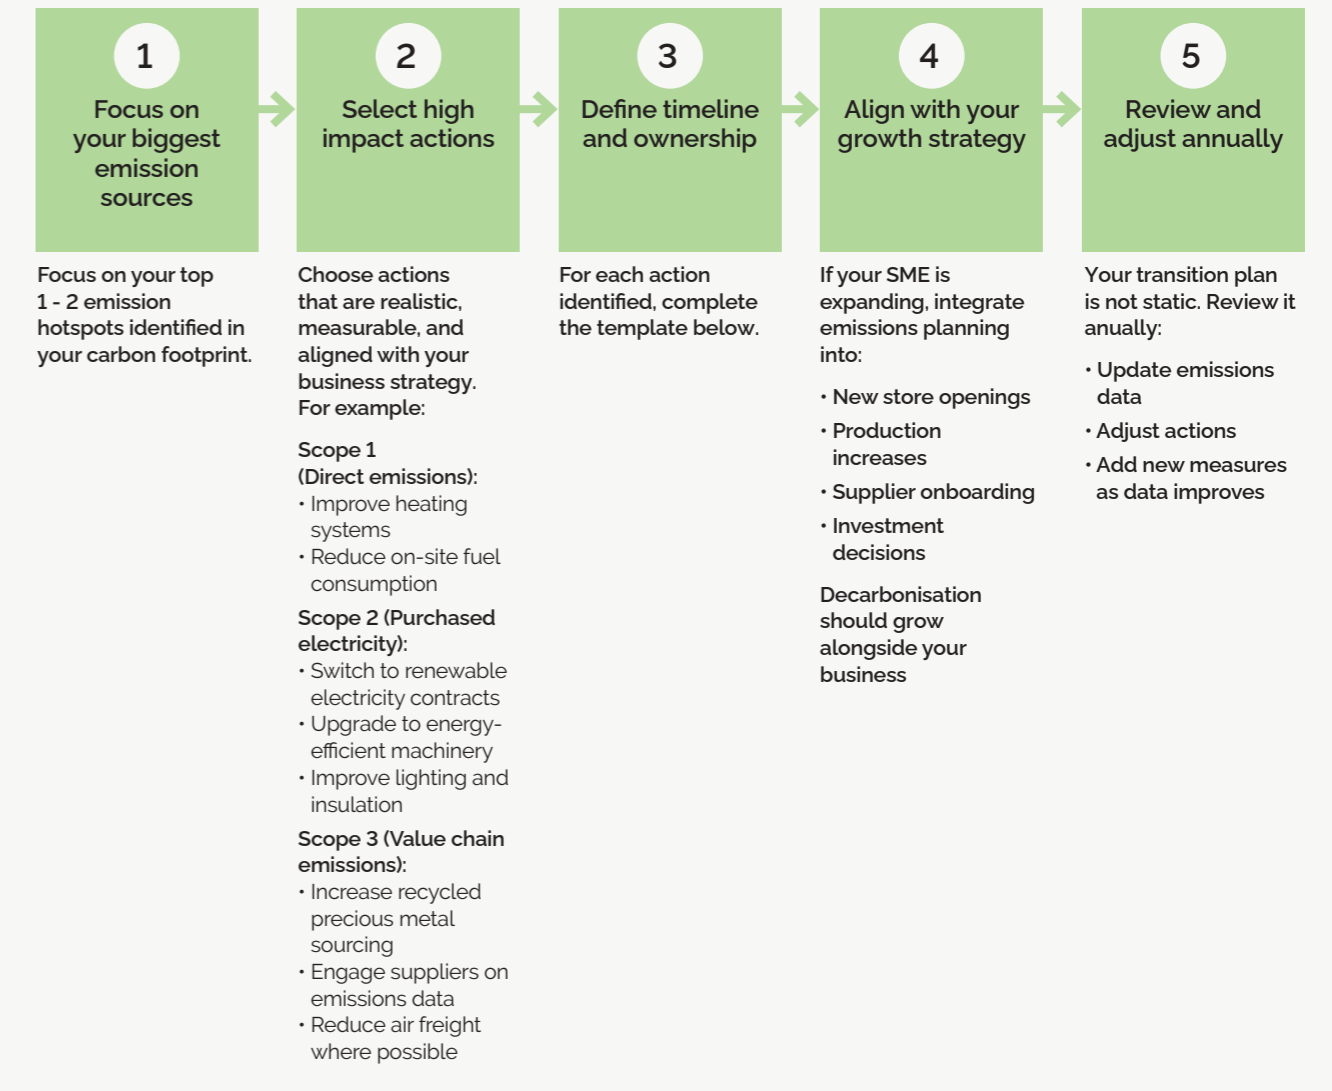 1
Focus on
your biggest
emission
sources
Focus on your top
1 - 2 emission
hotspots identified in
your carbon footprint.
2
Select high
impact actions
Choose actions
that are realistic,
measurable, and
aligned with your
business strategy.
For example:
Scope 1
(Direct emissions):
• Improve heating
systems
• Reduce on-site fuel
consumption
Scope 2 (Purchased
electricity):
• Switch to renewable
electricity contracts
• Upgrade to energy-
efficient machinery
• Improve lighting and
insulation
Scope 3 (Value chain
emissions):
• Increase recycled
precious metal
sourcing
• Engage suppliers on
emissions data
• Reduce air freight
where possible
3
Define timeline
and ownership
For each action
identified, complete
the template below.
4
Align with your
growth strategy
If your SME is
expanding, integrate
emissions planning
into:
• New store openings
• Production
increases
• Supplier onboarding
• Investment
decisions
Decarbonisation
should grow
alongside your
business
5
Review and
adjust annually
Your transition plan
is not static. Review it
anually:
• Update emissions
data
• Adjust actions
• Add new measures
as data improves